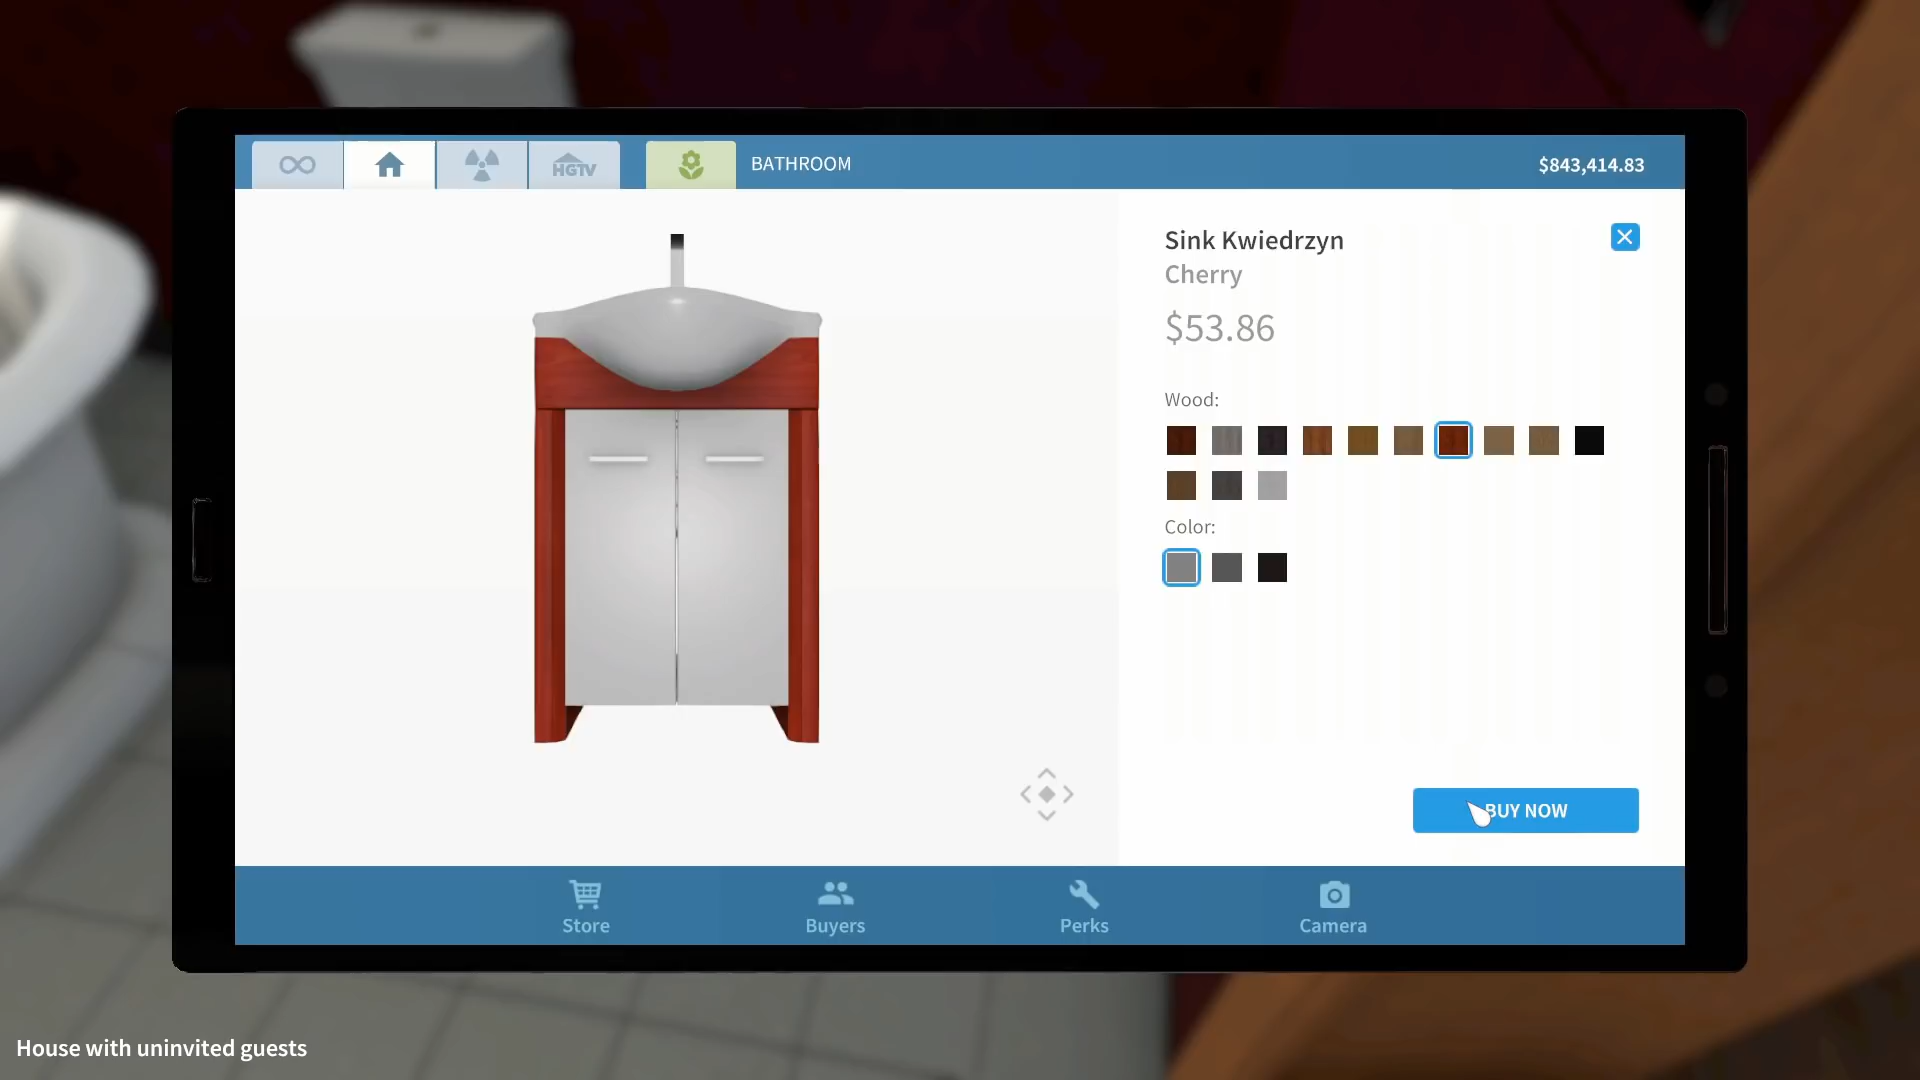 HGTV
BATHROOM
$843,414.83
Sink Kwiedrzyn
Cherry
$53.86
Wood:
Color:
BUY NOW
Store
Buyers
Perks
Camera
House with uninvited guests